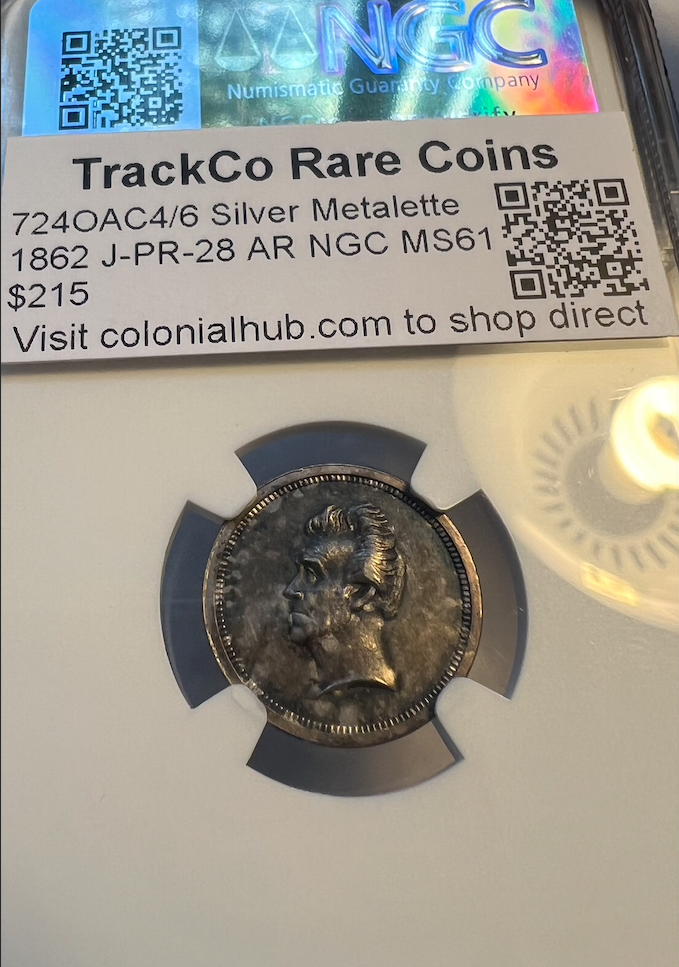 NGC
Numismatic Guaranty Company
TrackCo Rare Coins
724OAC4/6 Silver Metalette
1862 J-PR-28 AR NGC MS61
$215
Visit colonialhub.com to shop direct